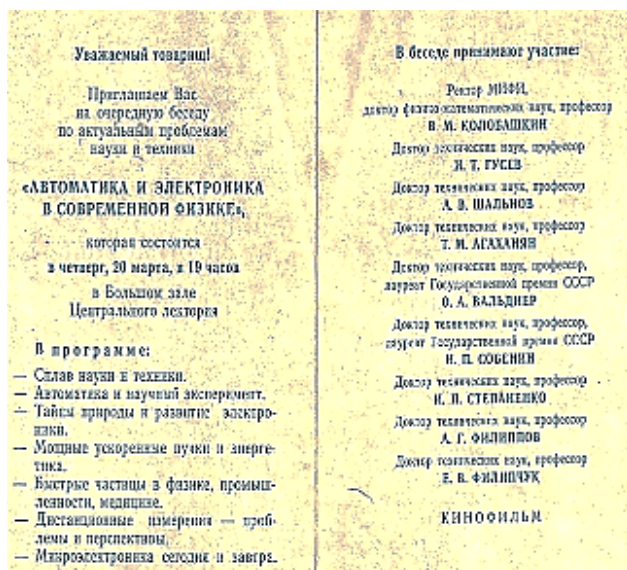 Уважаемый товарищ!
Приглашаем Вас
на очередную беседу
по актуальным проблемам
науки и техники
«АВТОМАТИКА И ЭЛЕКТРОНИКА
В СОВРЕМЕННОЙ ФИЗИКЕ»,
которая состоится
в четверг, 20 марта, в 19 часов
в Большом зале
Центрального лектория
В программе:
— Сплав науки и техники.
— Автоматика и научный эксперимент.
— Тайны природы и развитие электро-
ники.
— Мощные ускоренные пучки и энерге-
тика.
— Быстрые частицы в физике, промыш-
ленности, медицине.
— Дистанционные измерения — проб-
лемы и перспективы.
— Микроэлектроника сегодня и завтра.
В беседе принимают участие:
Ректор МИФИ,
доктор физико-математических наук, профессор
В. М. КОЛОБАШКИН
Доктор технических наук, профессор
Н. Т. ГУСЕВ
Доктор технических наук, профессор
А. В. ШАЛЬНОВ
Доктор технических наук, профессор
Т. М. АГАХАНЯН
Доктор технических наук, профессор,
лауреат Государственной премии СССР
О. А. ВАЛЬДНЕР
Доктор технических наук, профессор,
лауреат Государственной премии СССР
Н. П. СОБЕНИН
Доктор технических наук, профессор
И. П. СТЕПАНЕНКО
Доктор технических наук, профессор
А. Г. ФИЛИППОВ
Доктор технических наук, профессор
Е. В. ФИЛИПЧУК
КИНОФИЛЬМ